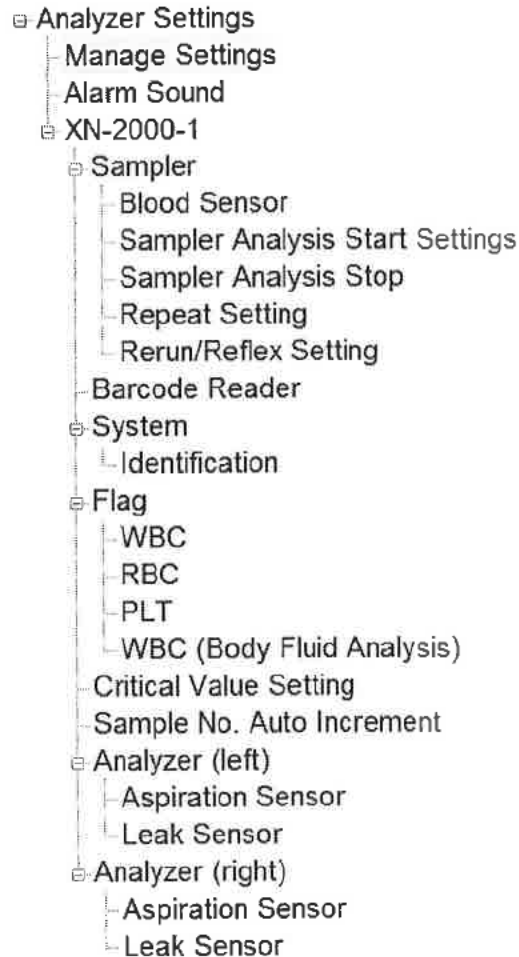 Analyzer Settings
Manage Settings
Alarm Sound
XN-2000-1
Sampler
Blood Sensor
Sampler Analysis Start Settings
Sampler Analysis Stop
Repeat Setting
Rerun/Reflex Setting
Barcode Reader
System
Identification
Flag
WBC
RBC
PLT
WBC (Body Fluid Analysis)
Critical Value Setting
Sample No. Auto Increment
Analyzer (left)
Aspiration Sensor
Leak Sensor
Analyzer (right)
Aspiration Sensor
Leak Sensor